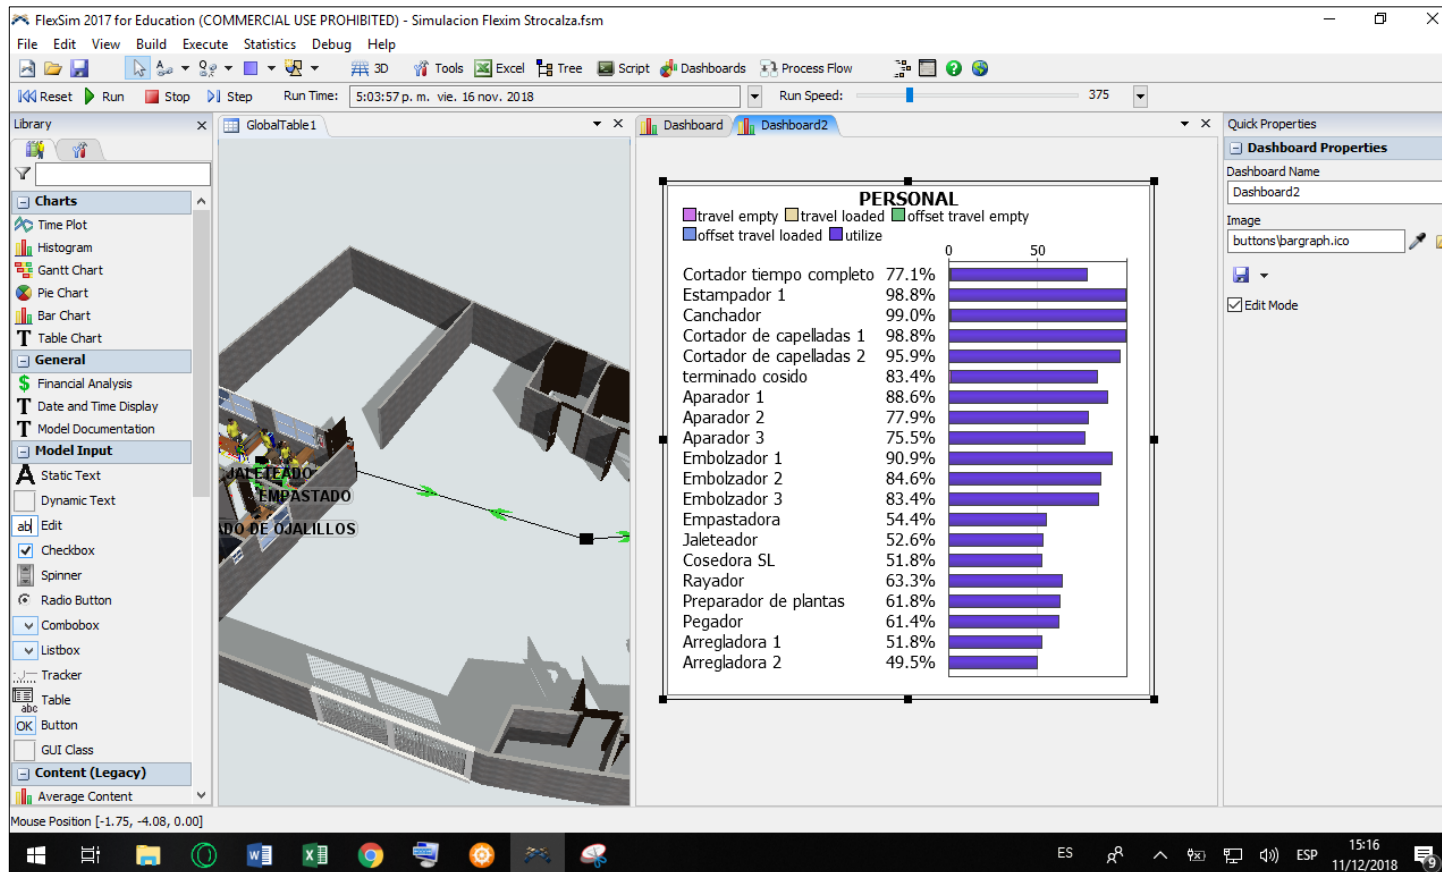 FlexSim 2017 for Education (COMMERCIAL USE PROHIBITED) - Simulacion Flexim Strocalza.fsm
File Edit View Build Execute Statistics Debug Help
3D Tools Excel Tree Script Dashboards Process Flow
Reset Run Stop Step Run Time: 5:03:57 p. m. vie. 16 nov. 2018 Run Speed: 375
Library
Charts
Time Plot
Histogram
Gantt Chart
Pie Chart
Bar Chart
T Table Chart
General
$ Financial Analysis
T Date and Time Display
T Model Documentation
Model Input
A Static Text
Dynamic Text
ab Edit
Checkbox
Spinner
Radio Button
Combobox
Listbox
Tracker
abc Table
OK Button
GUI Class
Content (Legacy)
Average Content
GlobalTable1
JALETEADO
EMPASTADO
ADO DE OJALILLOS
Dashboard Dashboard2
PERSONAL
travel empty travel loaded offset travel empty
offset travel loaded utilize
0 50
Cortador tiempo completo 77.1%
Estampador 1 98.8%
Canchador 99.0%
Cortador de capelladas 1 98.8%
Cortador de capelladas 2 95.9%
terminado cosido 83.4%
Aparador 1 88.6%
Aparador 2 77.9%
Aparador 3 75.5%
Embolzador 1 90.9%
Embolzador 2 84.6%
Embolzador 3 83.4%
Empastadora 54.4%
Jaleteador 52.6%
Cosedora SL 51.8%
Rayador 63.3%
Preparador de plantas 61.8%
Pegador 61.4%
Arregladora 1 51.8%
Arregladora 2 49.5%
Quick Properties
Dashboard Properties
Dashboard Name
Dashboard2
Image
buttons\bargraph.ico
Edit Mode
Mouse Position [-1.75, -4.08, 0.00]
ES ESP 15:16
11/12/2018 9